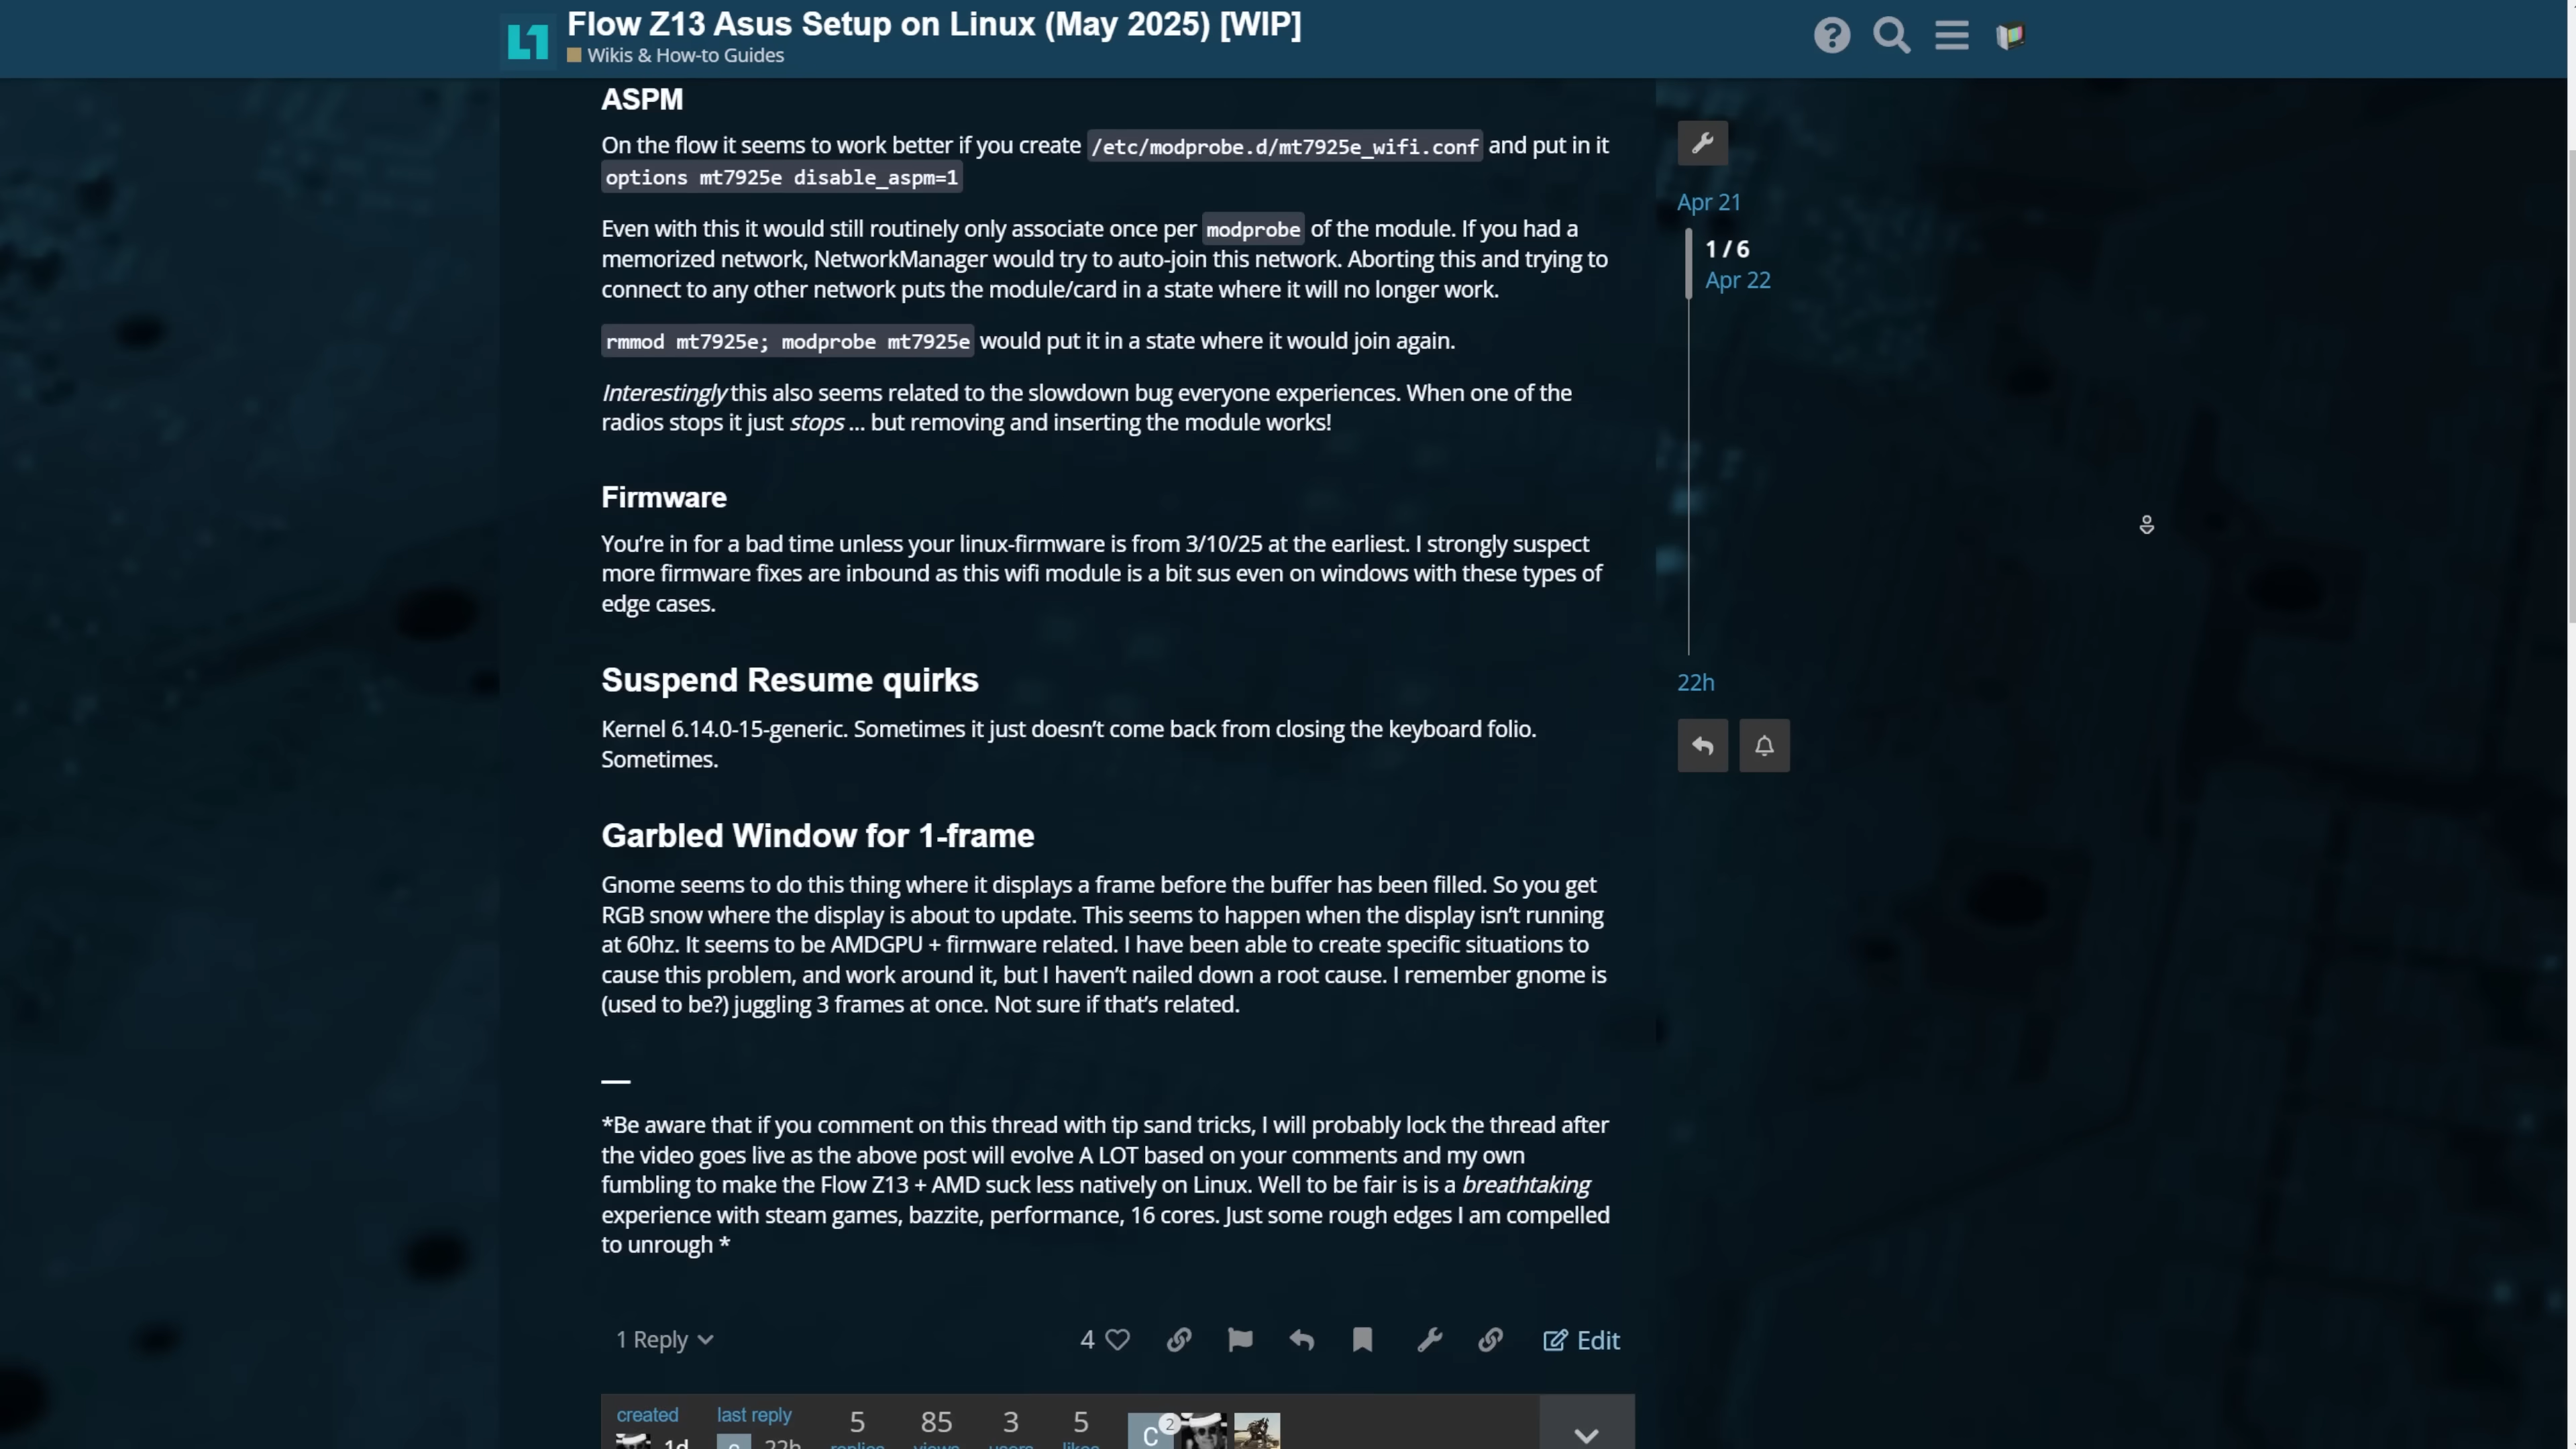 Flow Z13 Asus Setup on Linux (May 2025) [WIP]
Wikis & How-to Guides
ASPM
On the flow it seems to work better if you create /etc/modprobe.d/mt7925e_wifi.conf and put in it
options mt7925e disable_aspm=1
Even with this it would still routinely only associate once per modprobe of the module. If you had a
memorized network, NetworkManager would try to auto-join this network. Aborting this and trying to
connect to any other network puts the module/card in a state where it will no longer work.
rmmod mt7925e; modprobe mt7925e would put it in a state where it would join again.
Interestingly this also seems related to the slowdown bug everyone experiences. When one of the
radios stops it just stops ... but removing and inserting the module works!
Firmware
You're in for a bad time unless your linux-firmware is from 3/10/25 at the earliest. I strongly suspect
more firmware fixes are inbound as this wifi module is a bit sus even on windows with these types of
edge cases.
Suspend Resume quirks
Kernel 6.14.0-15-generic. Sometimes it just doesn't come back from closing the keyboard folio.
Sometimes.
Garbled Window for 1-frame
Gnome seems to do this thing where it displays a frame before the buffer has been filled. So you get
RGB snow where the display is about to update. This seems to happen when the display isn't running
at 60hz. It seems to be AMDGPU + firmware related. I have been able to create specific situations to
cause this problem, and work around it, but I haven't nailed down a root cause. I remember gnome is
(used to be?) juggling 3 frames at once. Not sure if that's related.
—
*Be aware that if you comment on this thread with tip sand tricks, I will probably lock the thread after
the video goes live as the above post will evolve A LOT based on your comments and my own
fumbling to make the Flow Z13 + AMD suck less natively on Linux. Well to be fair is is a breathtaking
experience with steam games, bazzite, performance, 16 cores. Just some rough edges I am compelled
to unrough *
1 Reply
4
Edit
created
last reply
5
85
3
5
C
2
1d
22h
replies
views
users
likes
Apr 21
1 / 6
Apr 22
22h